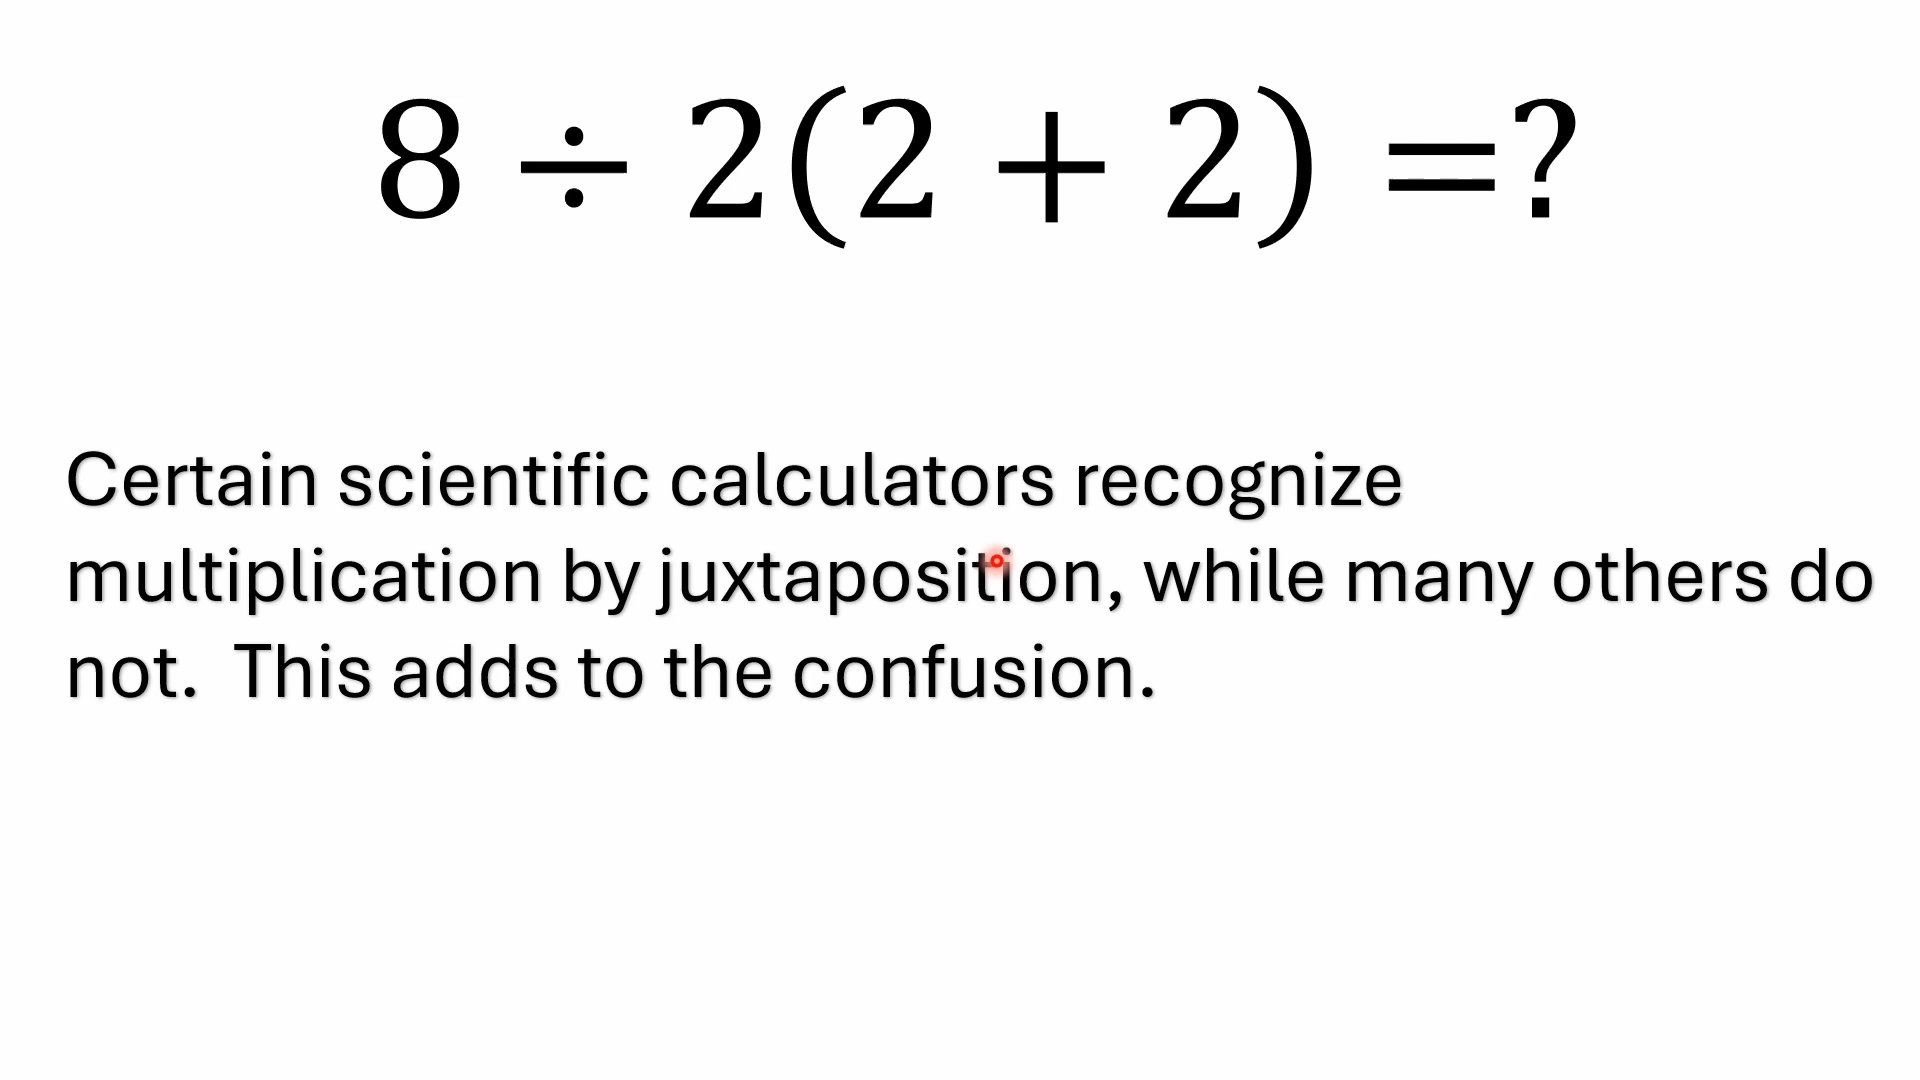 8 ÷ 2(2 + 2) =?
Certain scientific calculators recognize
multiplication by juxtaposition, while many others do
not.  This adds to the confusion.